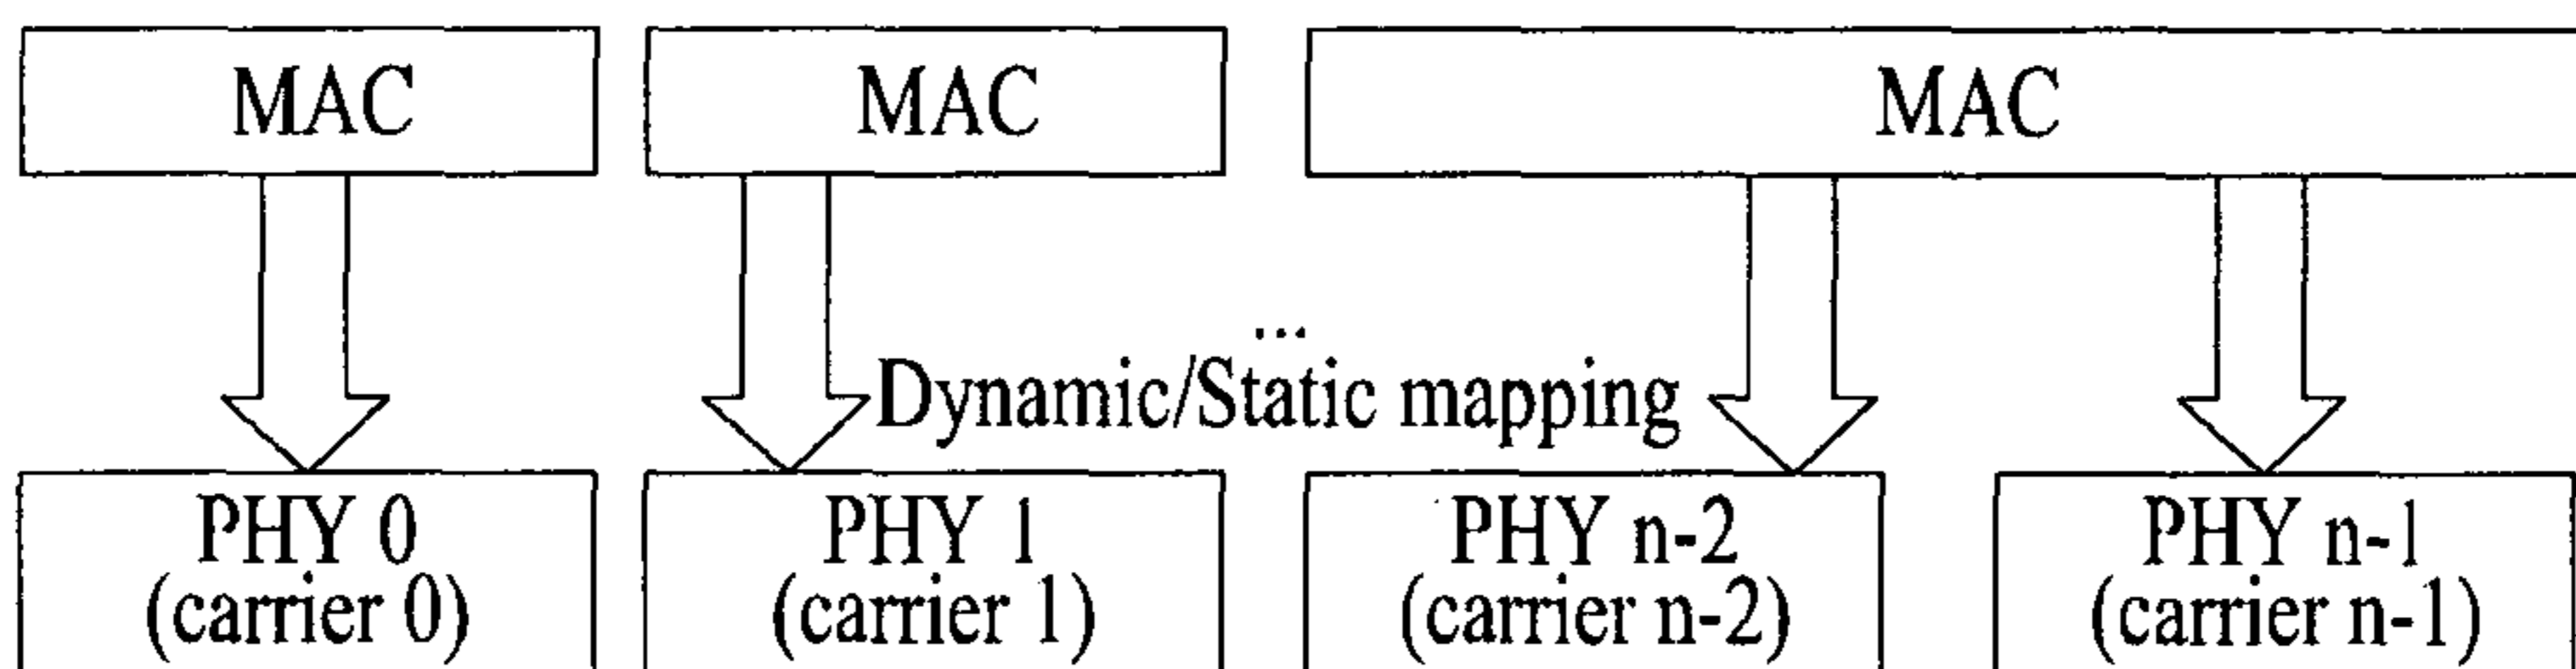 MAC
MAC
MAC
...
Dynamic/Static mapping
PHY 0
(carrier 0)
PHY 1
(carrier 1)
PHY n-2
(carrier n-2)
PHY n-1
(carrier n-1)